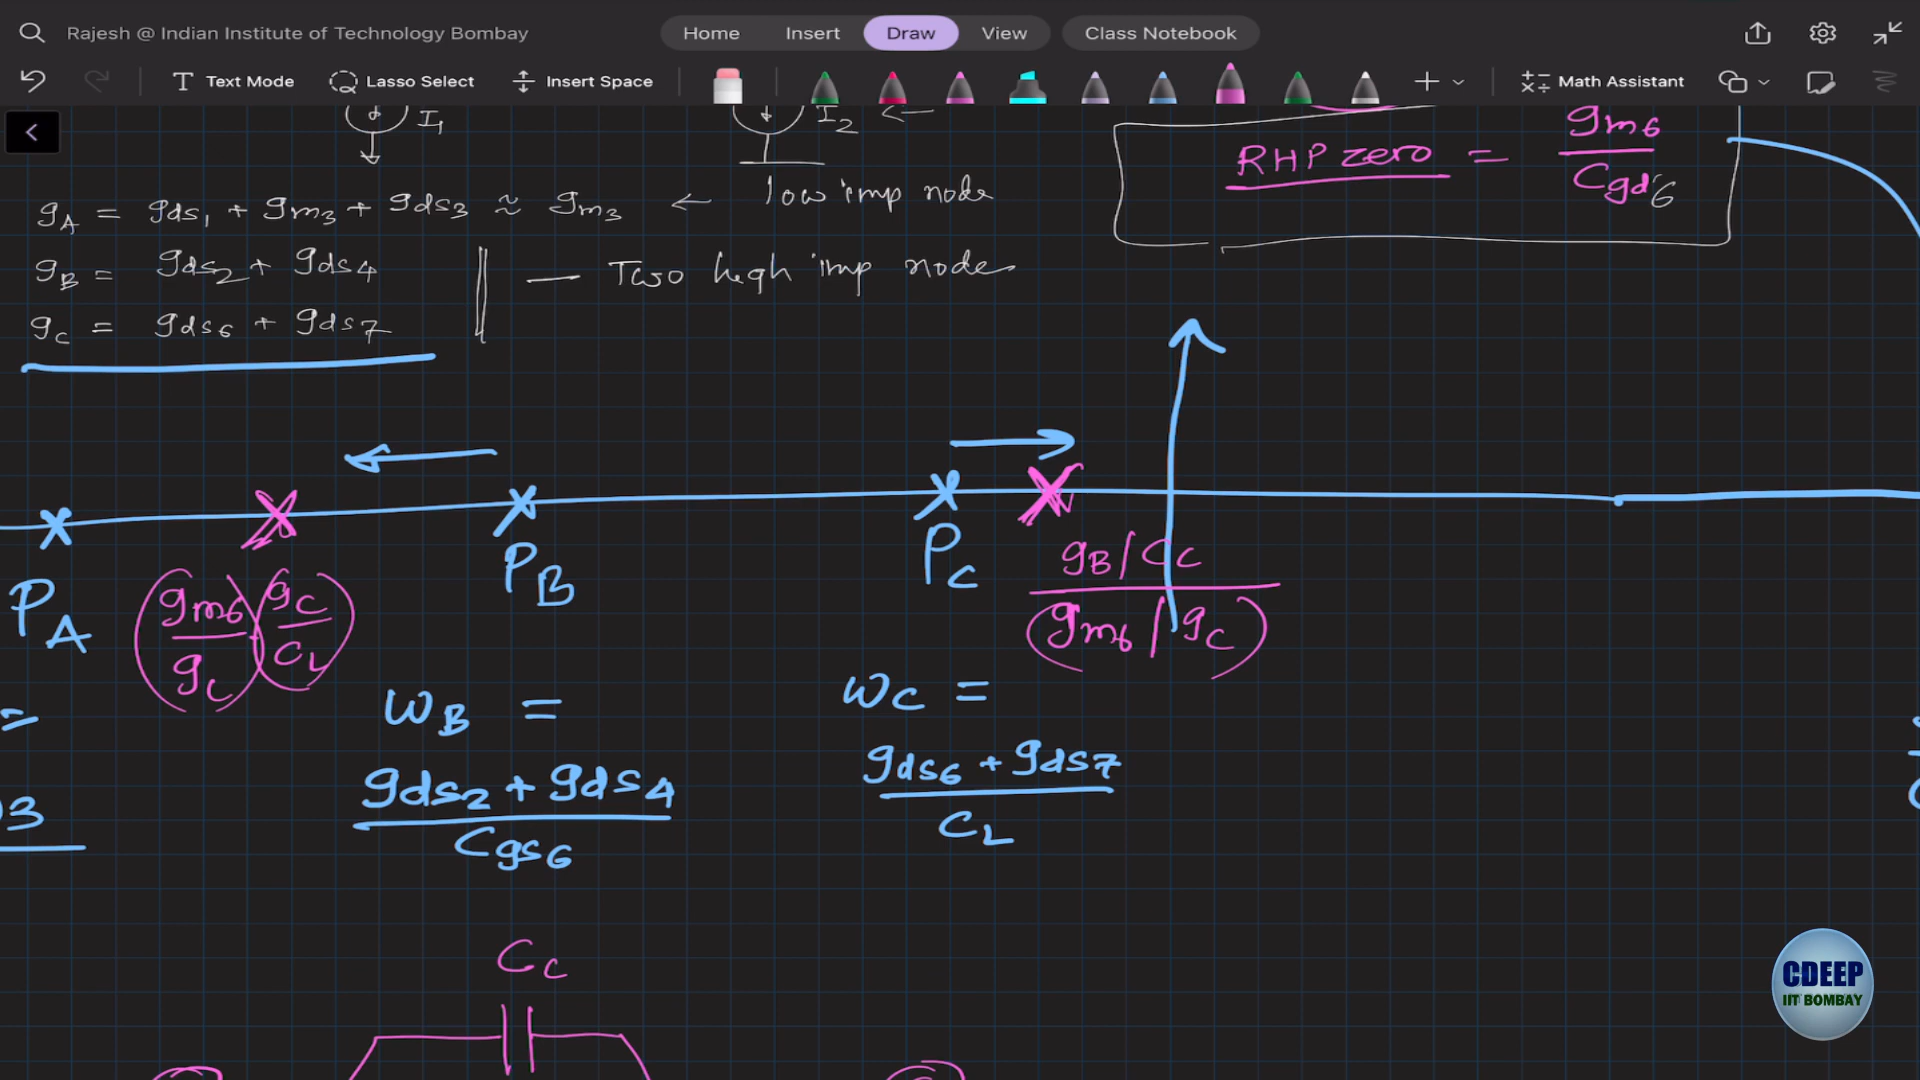 Rajesh @ Indian Institute of Technology Bombay
Home Insert Draw View Class Notebook
Text Mode Lasso Select Insert Space Math Assistant
I1 I2
RHP zero = gm6 / Cgd6
gA = gds1 + gm3 + gds3 ≈ gm3 ← low imp node
gB = gds2 + gds4
— Two high imp node
gC = gds6 + gds7
PA PB PC
(gm6 / gC) (gC / CL)
gB / CC
(gm6 / gC)
=
ωB =
gds2 + gds4
Cgs6
ωC =
gds6 + gds7
CL
3
CC
CDEEP
IIT BOMBAY